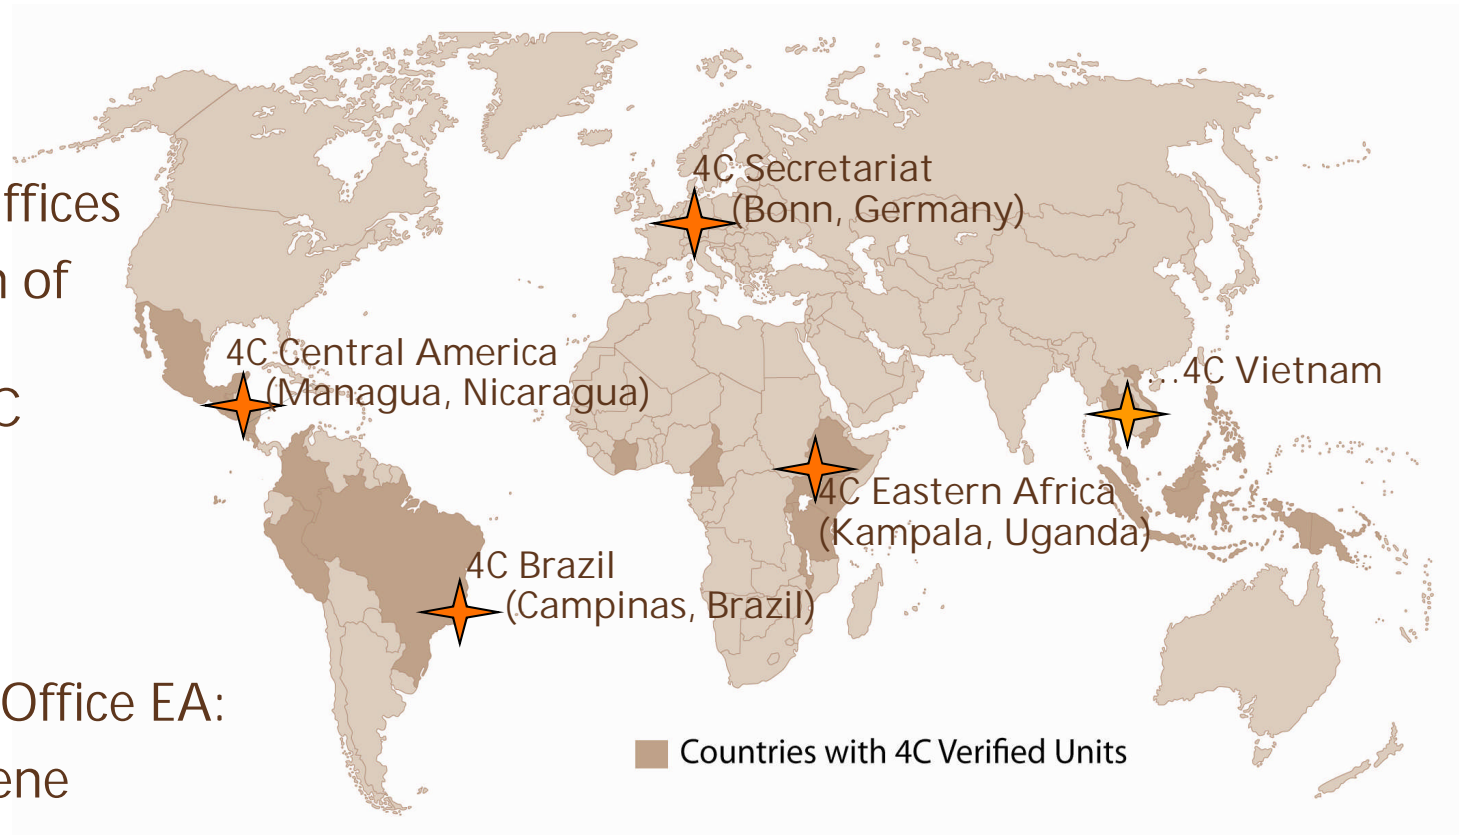 ffices
n of
C
Office EA:
ene
4C Secretariat
(Bonn, Germany)
4C Central America
(Managua, Nicaragua)
...4C Vietnam
4C Eastern Africa
(Kampala, Uganda)
4C Brazil
(Campinas, Brazil)
Countries with 4C Verified Units